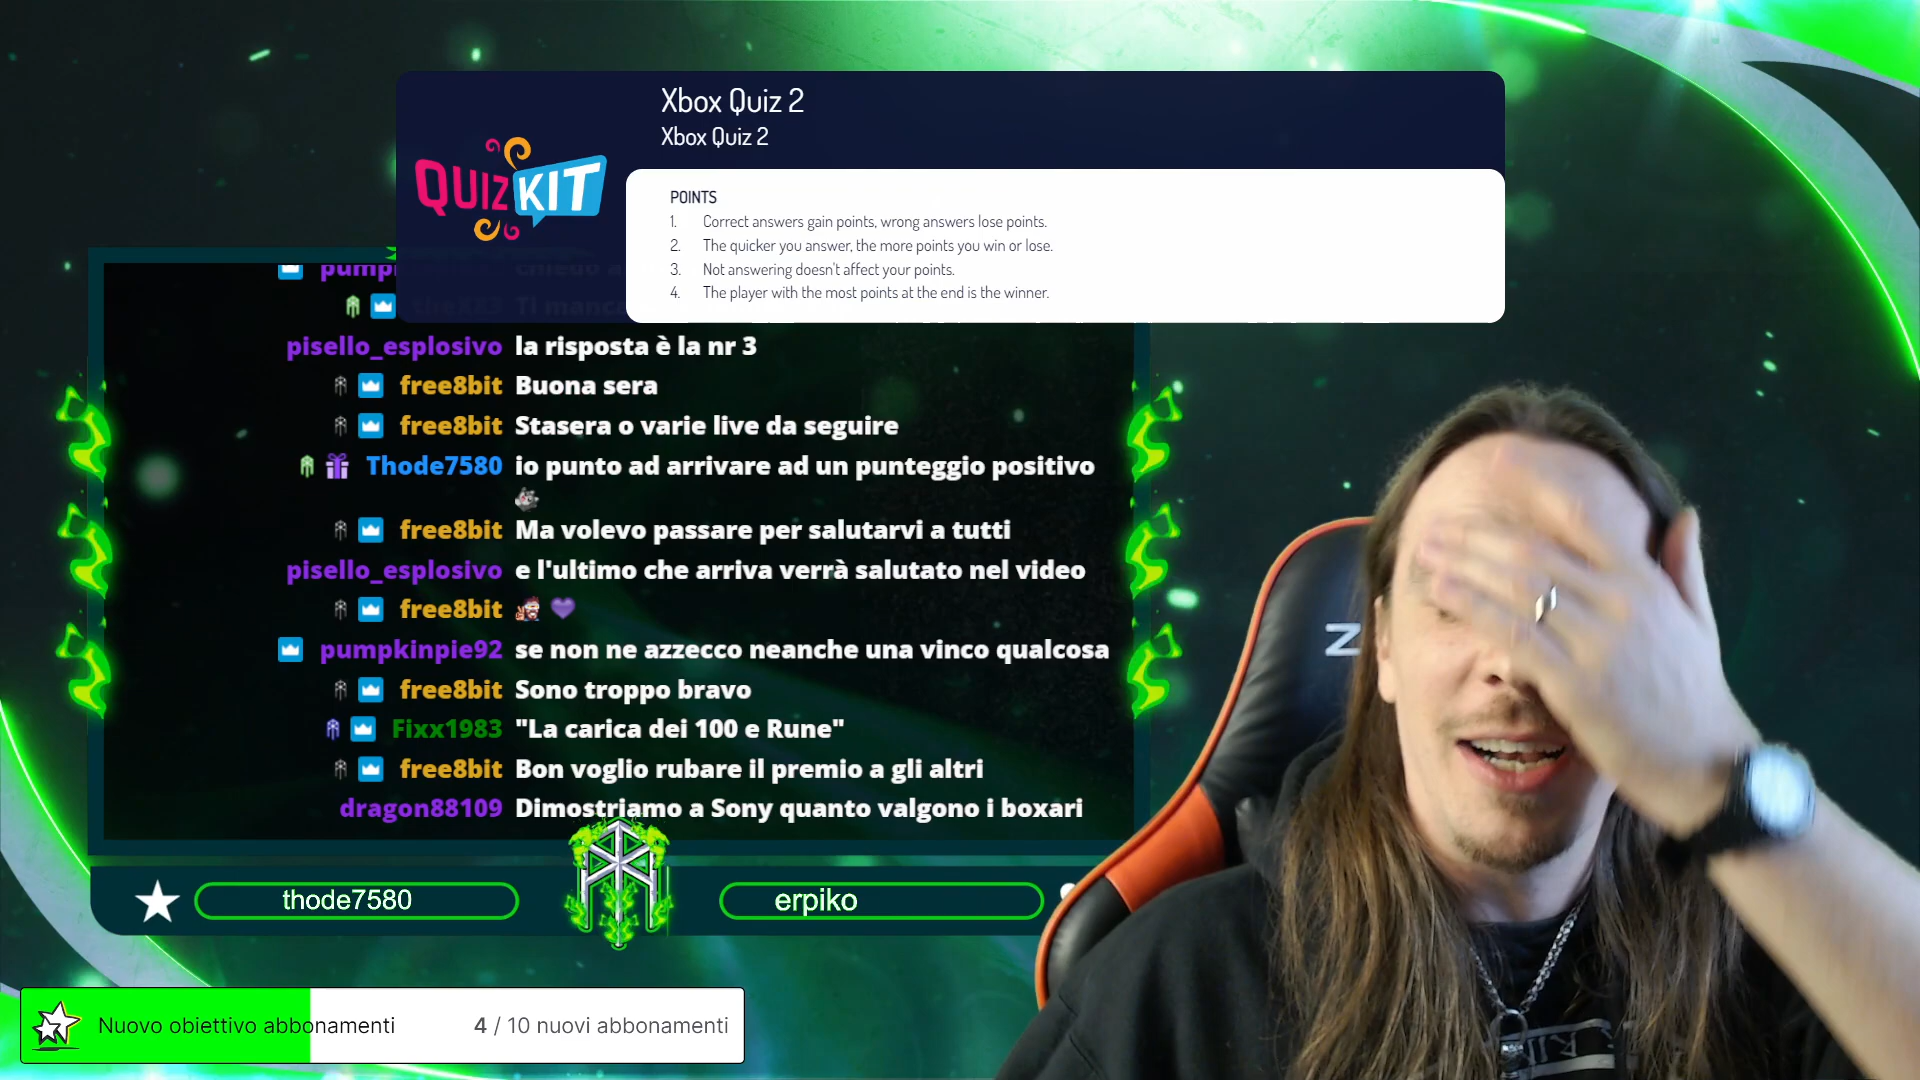 Xbox Quiz 2
Xbox Quiz 2
QUIZKIT
POINTS
1. Correct answers gain points, wrong answers lose points.
2. The quicker you answer, the more points you win or lose.
3. Not answering doesn't affect your points.
4. The player with the most points at the end is the winner.
theX83 Ti manc
pisello_esplosivo la risposta è la nr 3
free8bit Buona sera
free8bit Stasera o varie live da seguire
Thode7580 io punto ad arrivare ad un punteggio positivo
free8bit Ma volevo passare per salutarvi a tutti
pisello_esplosivo e l'ultimo che arriva verrà salutato nel video
free8bit
pumpkinpie92 se non ne azzecco neanche una vinco qualcosa
free8bit Sono troppo bravo
Fixx1983 "La carica dei 100 e Rune"
free8bit Bon voglio rubare il premio a gli altri
dragon88109 Dimostriamo a Sony quanto valgono i boxari
thode7580
erpiko
Nuovo obiettivo abbonamenti 4 / 10 nuovi abbonamenti